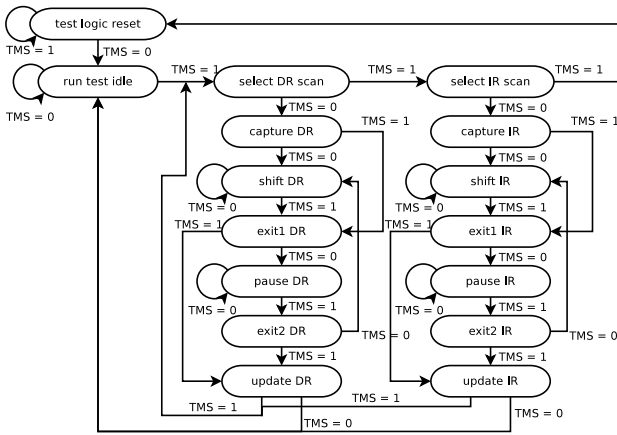 test logic reset
TMS = 1
TMS = 0
run test idle
TMS = 1
select DR scan
TMS = 1
select IR scan
TMS = 1
TMS = 0
TMS = 0
TMS = 0
capture DR
TMS = 1
capture IR
TMS = 1
TMS = 0
TMS = 0
shift DR
shift IR
TMS = 0
TMS = 1
TMS = 0
TMS = 1
TMS = 1
exit1 DR
TMS = 1
exit1 IR
TMS = 0
TMS = 0
pause DR
pause IR
TMS = 0
TMS = 1
TMS = 0
TMS = 1
exit2 DR
TMS = 0
exit2 IR
TMS = 0
TMS = 1
TMS = 1
update DR
update IR
TMS = 1
TMS = 1
TMS = 0
TMS = 0